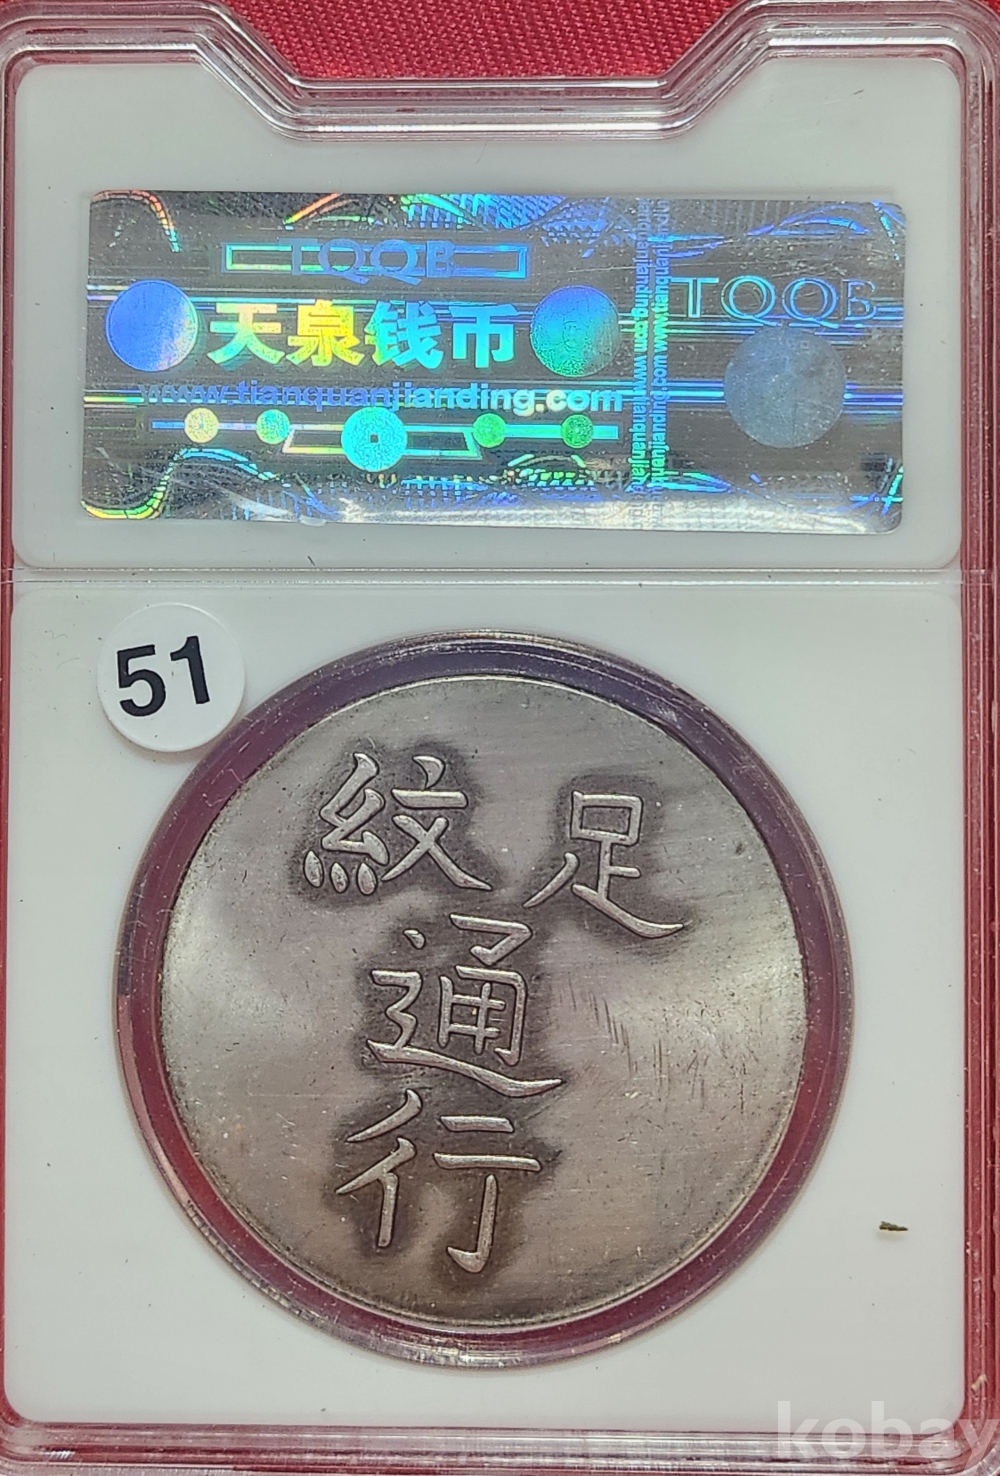 TQQB
天泉钱币
www.tianquanjianding.com
TQQB
51
足紋
通
行
kobay